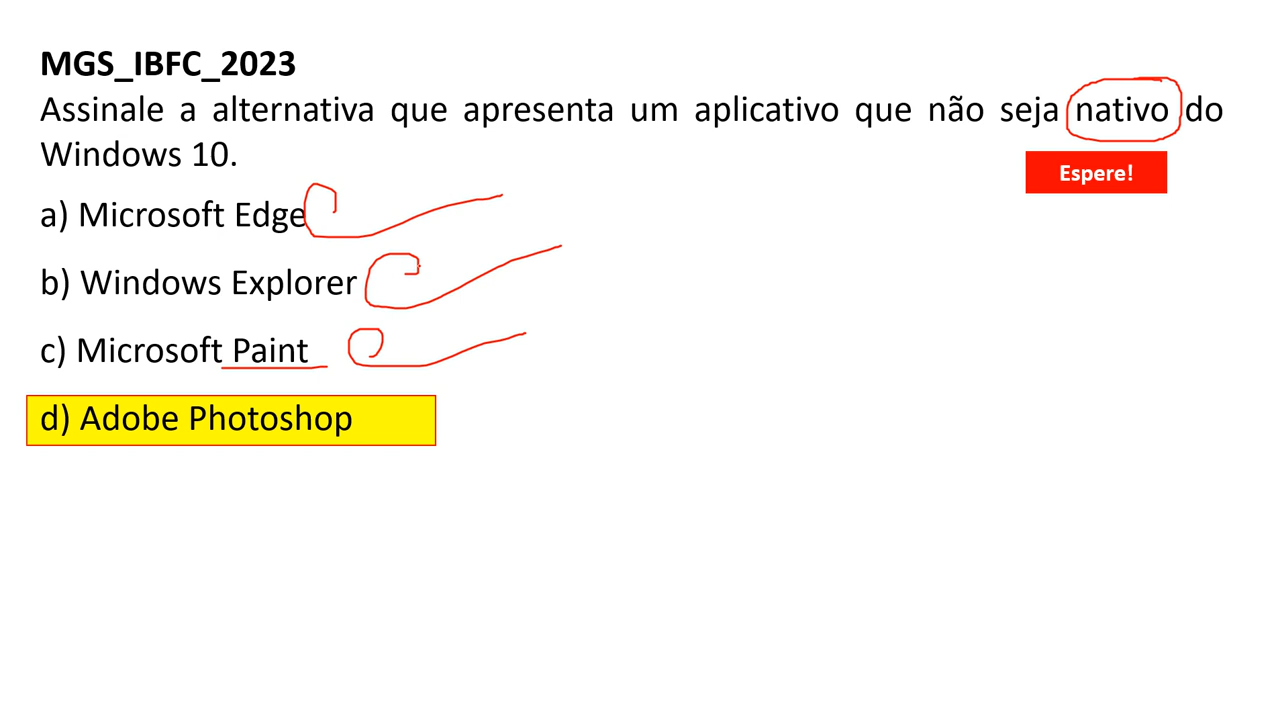 MGS_IBFC_2023
Assinale a alternativa que apresenta um aplicativo que não seja nativo do
Windows 10.
Espere!
a) Microsoft Edge
b) Windows Explorer
c) Microsoft Paint
d) Adobe Photoshop